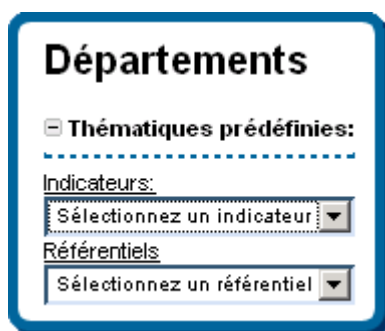 Départements
Thématiques prédéfinies:
Indicateurs:
Sélectionnez un indicateur
Référentiels
Sélectionnez un référentiel